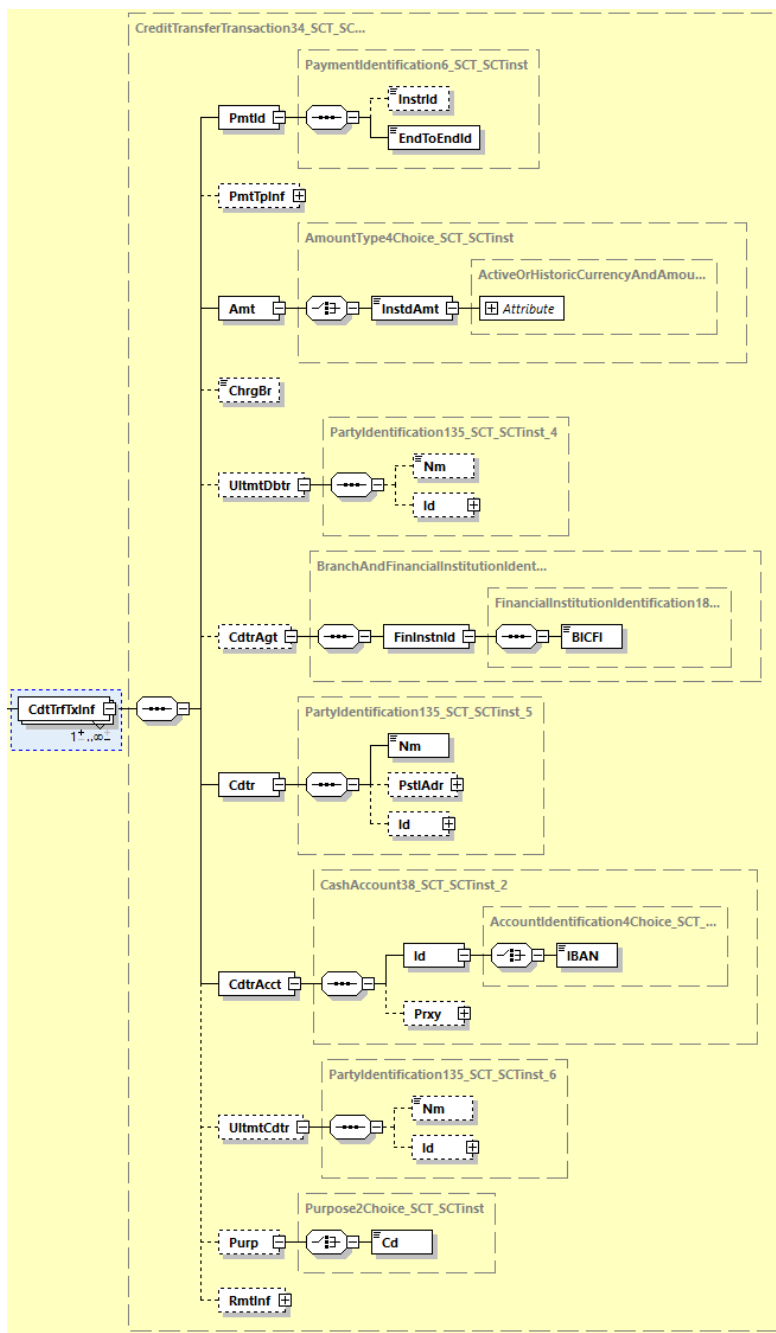 CreditTransferTransaction34_SCT_SC...
PaymentIdentification6_SCT_SCTinst
InstrId
PmtId
EndToEndId
PmtTpInf
AmountType4Choice_SCT_SCTinst
ActiveOrHistoricCurrencyAndAmou...
Amt
InstdAmt
Attribute
ChrgBr
PartyIdentification135_SCT_SCTinst_4
Nm
UltmtDbtr
Id
BranchAndFinancialInstitutionIdent...
FinancialInstitutionIdentification18...
CdtrAgt
FinInstnId
BICFI
CdtTrfTxInf
1..∞
PartyIdentification135_SCT_SCTinst_5
Nm
Cdtr
PstlAdr
Id
CashAccount38_SCT_SCTinst_2
AccountIdentification4Choice_SCT_...
Id
IBAN
CdtrAcct
Prxy
PartyIdentification135_SCT_SCTinst_6
Nm
UltmtCdtr
Id
Purpose2Choice_SCT_SCTinst
Purp
Cd
RmtInf